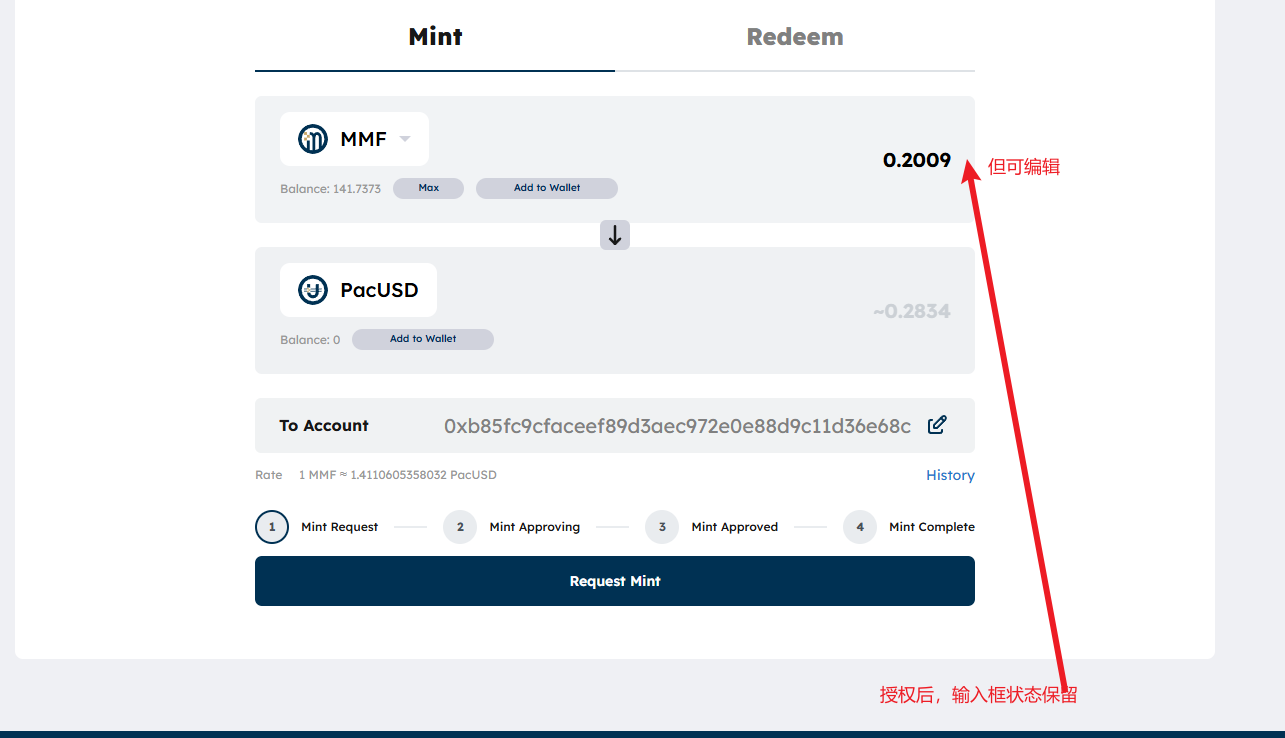 Mint
Redeem
MMF
0.2009
但可编辑
Balance: 141.7373
Max
Add to Wallet
PacUSD
~0.2834
Balance: 0
Add to Wallet
To Account
0xb85fc9cfaceef89d3aec972e0e88d9c11d36e68c
Rate
1 MMF ≈ 1.4110605358032 PacUSD
History
1
Mint Request
2
Mint Approving
3
Mint Approved
4
Mint Complete
Request Mint
授权后，输入框状态保留